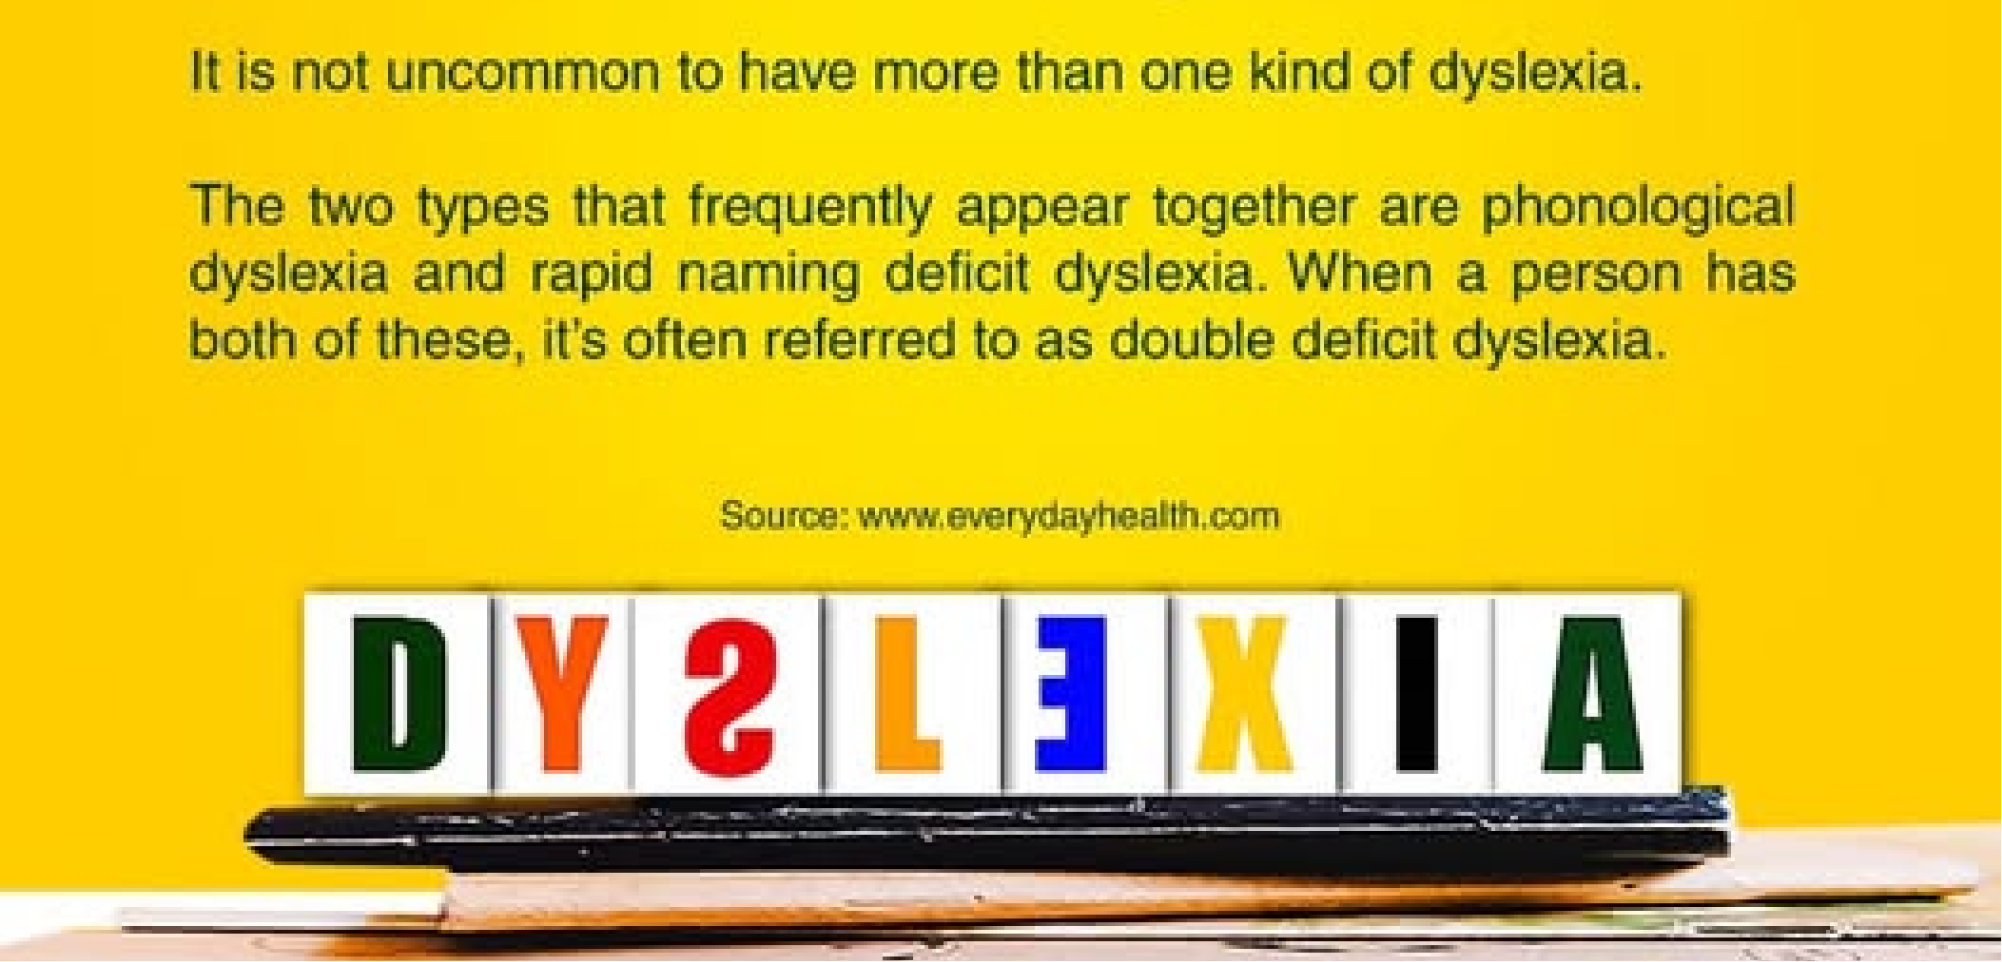 It is not uncommon to have more than one kind of dyslexia.
The two types that frequently appear together are phonological
dyslexia and rapid naming deficit dyslexia. When a person has
both of these, it’s often referred to as double deficit dyslexia.
Source: www.everydayhealth.com
DYSLEXIA